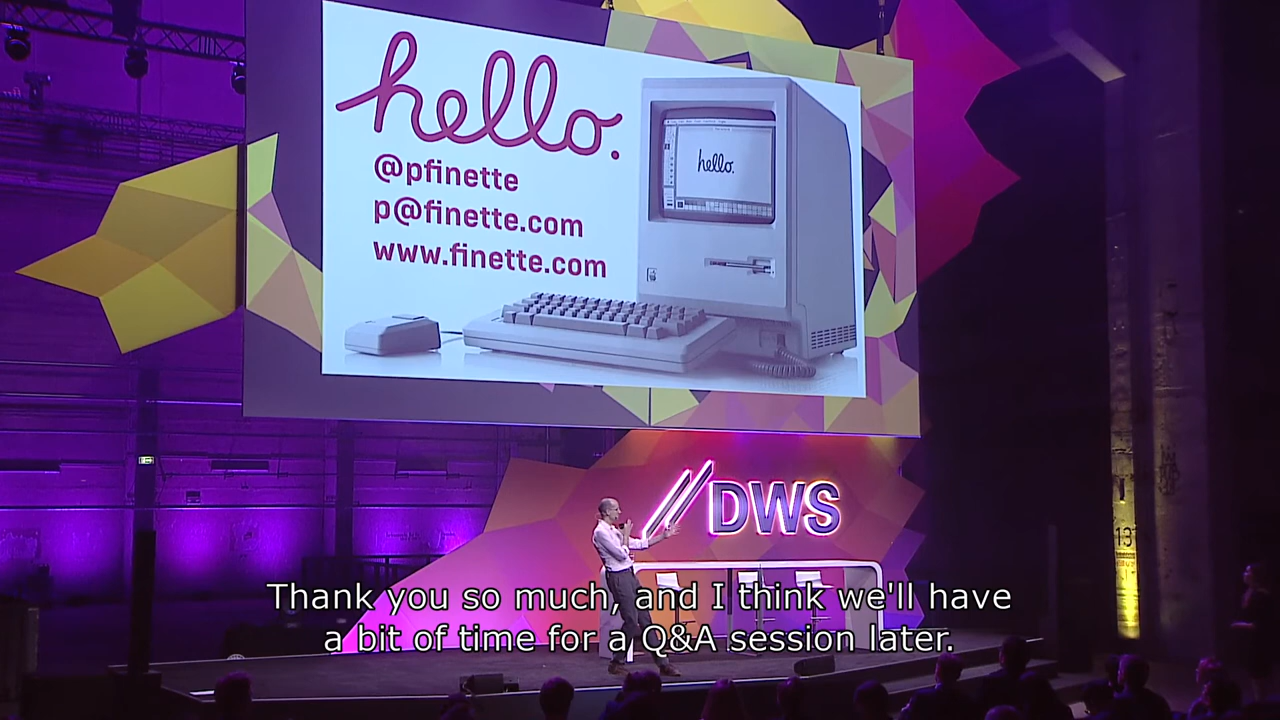 hello.
@pfinette
p@finette.com
www.finette.com
hello.
DWS
13
Thank you so much, and I think we'll have
a bit of time for a Q&A session later.